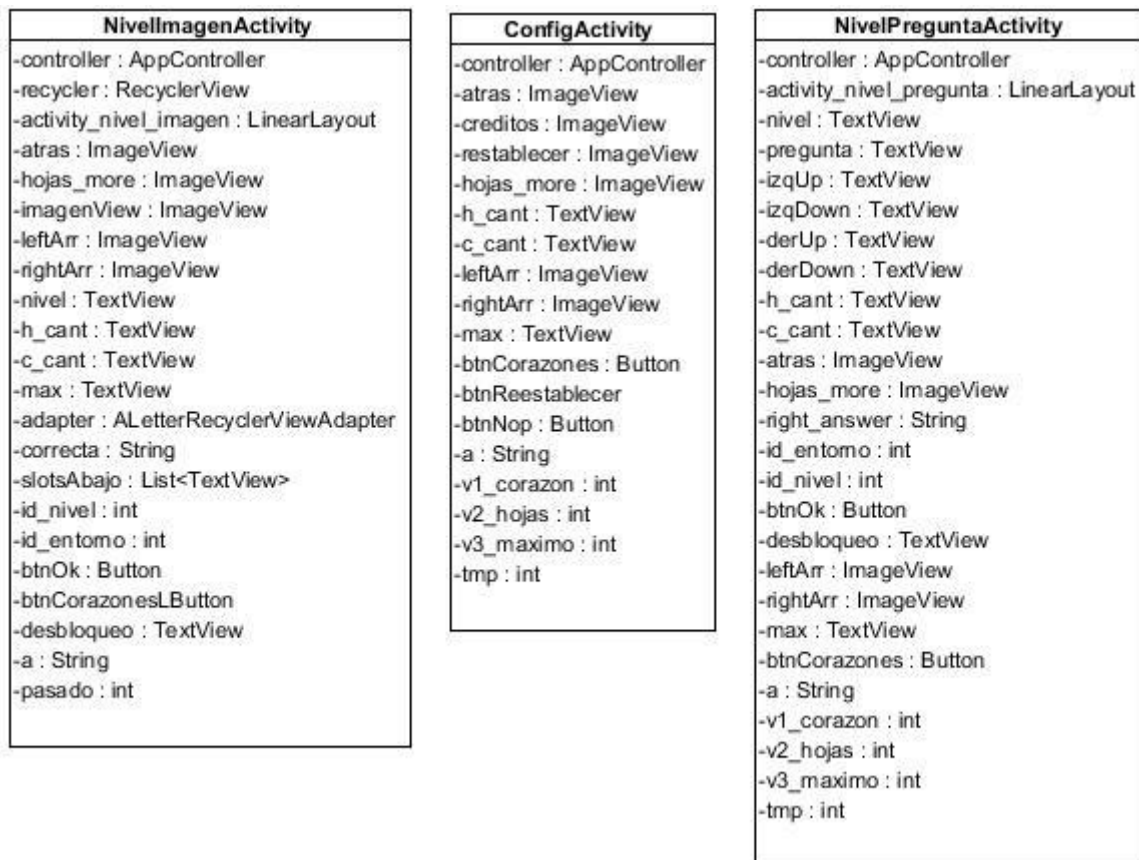 NivelImagenActivity
-controller : AppController
-recycler : RecyclerView
-activity_nivel_imagen : LinearLayout
-atras : ImageView
-hojas_more : ImageView
-imagenView : ImageView
-leftArr : ImageView
-rightArr : ImageView
-nivel : TextView
-h_cant : TextView
-c_cant : TextView
-max : TextView
-adapter : ALetterRecyclerViewAdapter
-correcta : String
-slotsAbajo : List<TextView>
-id_nivel : int
-id_entorno : int
-btnOk : Button
-btnCorazonesLButton
-desbloqueo : TextView
-a : String
-pasado : int
ConfigActivity
-controller : AppController
-atras : ImageView
-creditos : ImageView
-restablecer : ImageView
-hojas_more : ImageView
-h_cant : TextView
-c_cant : TextView
-leftArr : ImageView
-rightArr : ImageView
-max : TextView
-btnCorazones : Button
-btnReestablecer
-btnNop : Button
-a : String
-v1_corazon : int
-v2_hojas : int
-v3_maximo : int
-tmp : int
NivelPreguntaActivity
-controller : AppController
-activity_nivel_pregunta : LinearLayout
-nivel : TextView
-pregunta : TextView
-izqUp : TextView
-izqDown : TextView
-derUp : TextView
-derDown : TextView
-h_cant : TextView
-c_cant : TextView
-atras : ImageView
-hojas_more : ImageView
-right_answer : String
-id_entorno : int
-id_nivel : int
-btnOk : Button
-desbloqueo : TextView
-leftArr : ImageView
-rightArr : ImageView
-max : TextView
-btnCorazones : Button
-a : String
-v1_corazon : int
-v2_hojas : int
-v3_maximo : int
-tmp : int